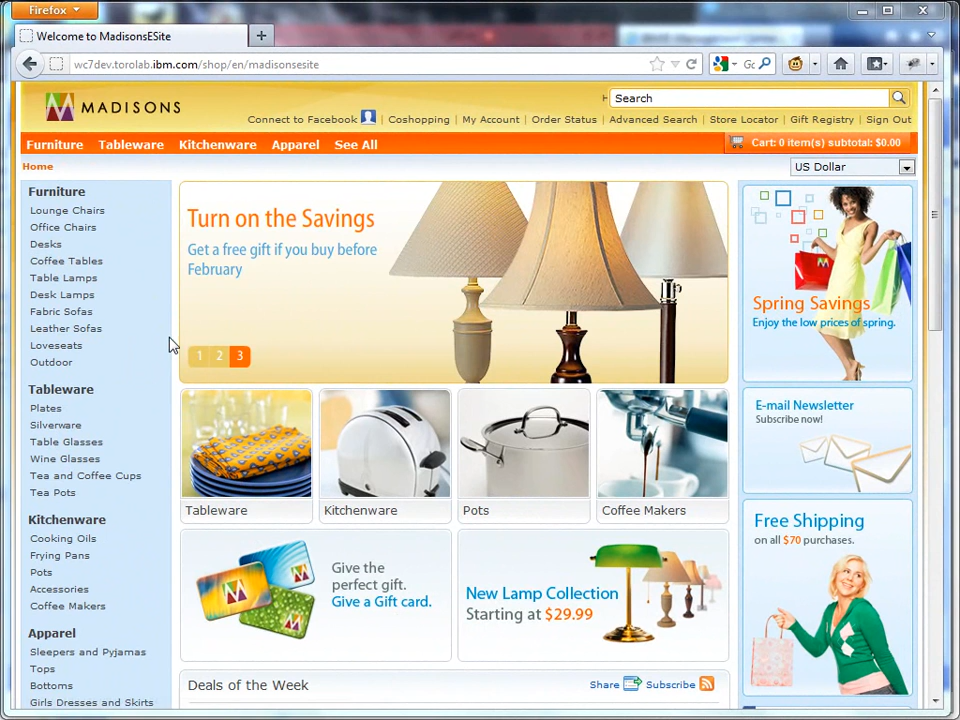 Firefox
Welcome to MadisonsESite
wc7dev.torolab.ibm.com/shop/en/madisonsesite
MADISONS
Search
Connect to Facebook | Coshopping | My Account | Order Status | Advanced Search | Store Locator | Gift Registry | Sign Out
Furniture Tableware Kitchenware Apparel See All
Cart: 0 item(s) subtotal: $0.00
Home
US Dollar
Furniture
Lounge Chairs
Office Chairs
Desks
Coffee Tables
Table Lamps
Desk Lamps
Fabric Sofas
Leather Sofas
Loveseats
Outdoor
Tableware
Plates
Silverware
Table Glasses
Wine Glasses
Tea and Coffee Cups
Tea Pots
Kitchenware
Cooking Oils
Frying Pans
Pots
Accessories
Coffee Makers
Apparel
Sleepers and Pyjamas
Tops
Bottoms
Girls Dresses and Skirts
Turn on the Savings
Get a free gift if you buy before
February
1 2 3
Tableware
Kitchenware
Pots
Coffee Makers
Give the
perfect gift.
Give a Gift card.
New Lamp Collection
Starting at $29.99
Deals of the Week
Share
Subscribe
Spring Savings
Enjoy the low prices of spring.
E-mail Newsletter
Subscribe now!
Free Shipping
on all $70 purchases.